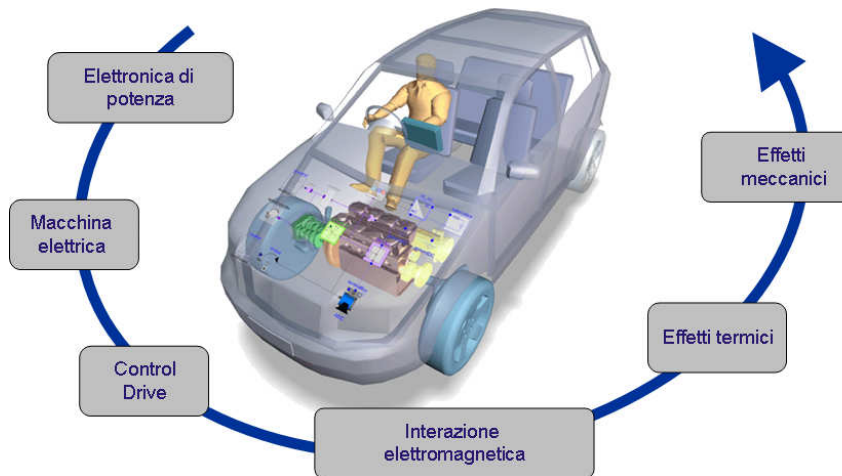 Elettronica di
potenza
Macchina
elettrica
Control
Drive
Interazione
elettromagnetica
Effetti termici
Effetti
meccanici